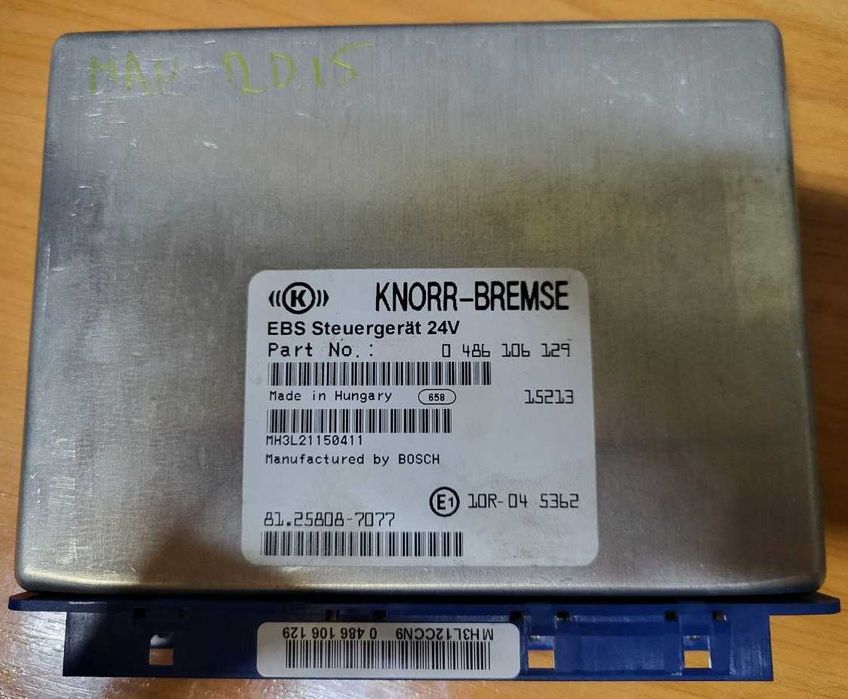 MAN 2015
K KNORR-BREMSE
EBS Steuergerät 24V
Part No.: 0 486 106 129
Made in Hungary 658 15213
MH3L21150411
Manufactured by BOSCH
E1 10R-04 5362
81.25808-7077
MH3L12CCN9 0 486 106 129